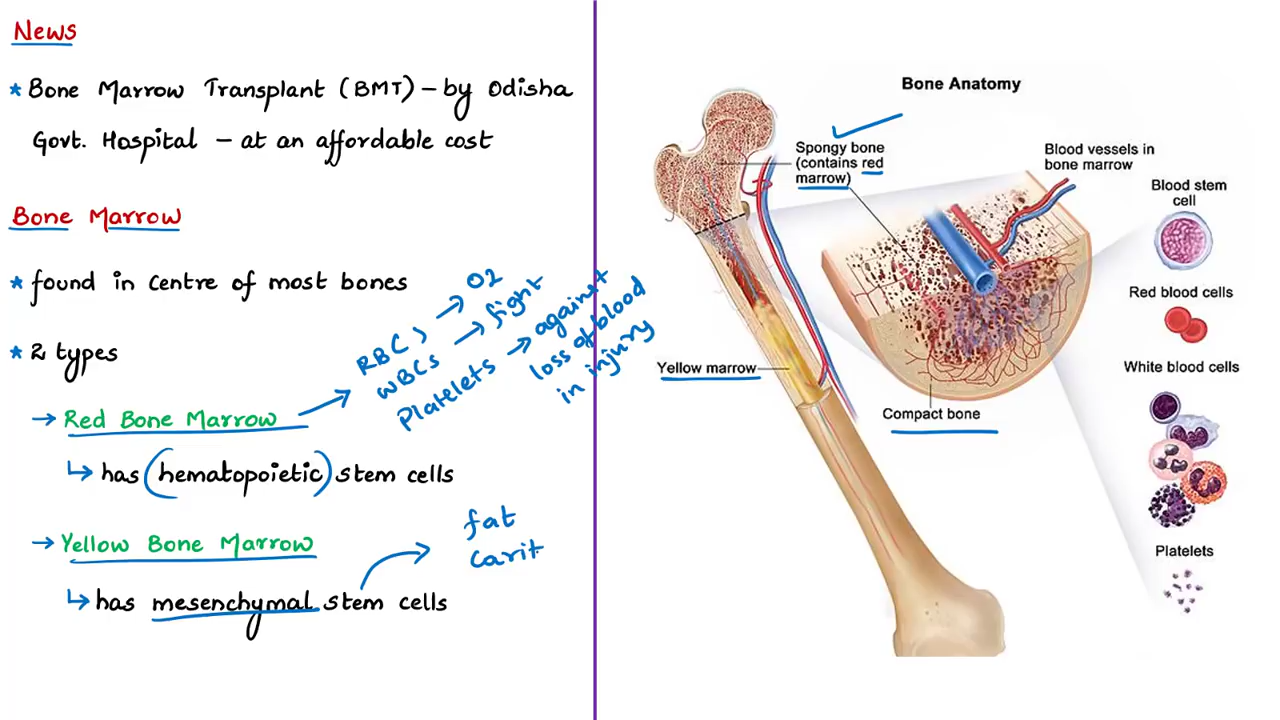 News
* Bone Marrow Transplant (BMT) – by Odisha
Govt. Hospital – at an affordable cost
Bone Marrow
* found in centre of most bones
* 2 types
→ Red Bone Marrow
↳ has (hematopoietic) stem cells
→ Yellow Bone Marrow
↳ has mesenchymal stem cells
RBCs → O2
WBCs → fight
Platelets → against
loss of blood
in injury
fat
carit
Bone Anatomy
Spongy bone
(contains red
marrow)
Blood vessels in
bone marrow
Blood stem
cell
Red blood cells
Yellow marrow
White blood cells
Compact bone
Platelets